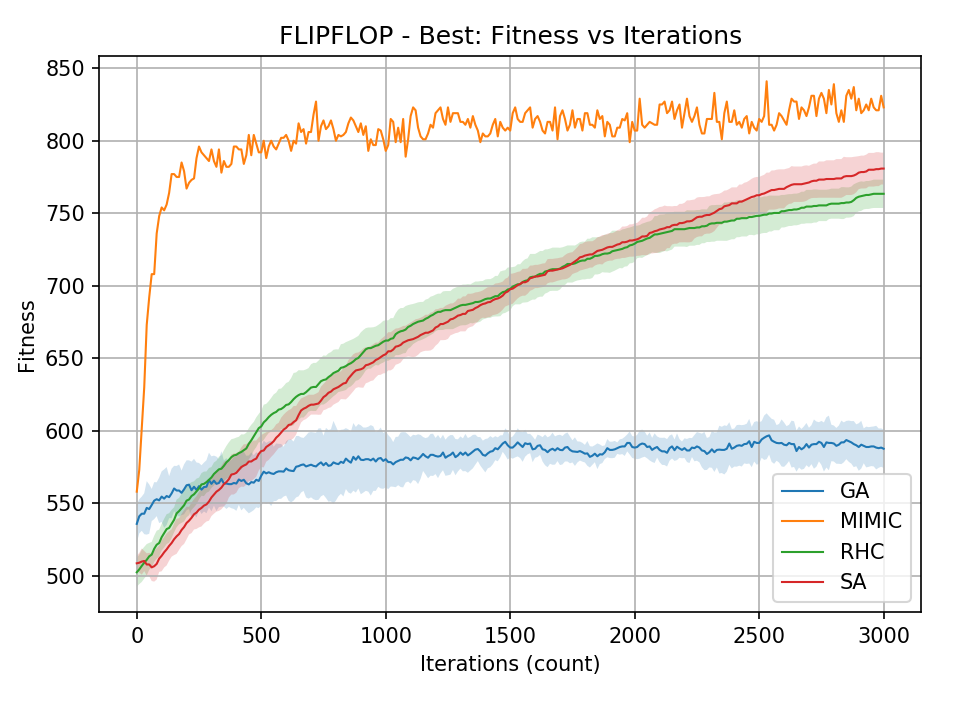 FLIPFLOP - Best: Fitness vs Iterations
850
800
750
700
650
600
550
500
Fitness
GA
MIMIC
RHC
SA
0 500 1000 1500 2000 2500 3000
Iterations (count)